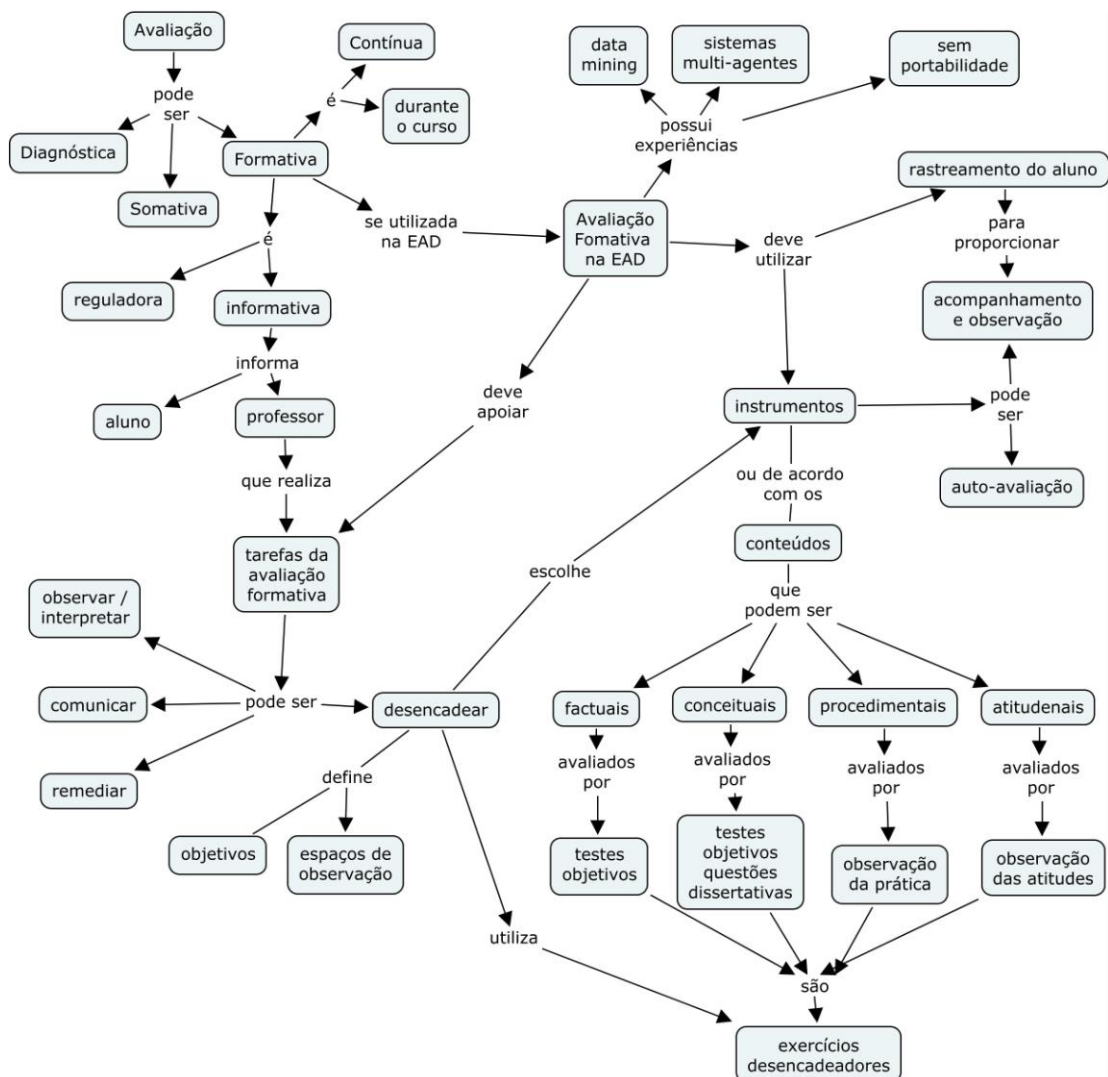 Avaliação
pode
ser
Diagnóstica
Somativa
Formativa
é
Contínua
durante
o curso
é
reguladora
informativa
informa
aluno
professor
que realiza
tarefas da
avaliação
formativa
se utilizada
na EAD
Avaliação
Fomativa
na EAD
possui
experiências
data
mining
sistemas
multi-agentes
sem
portabilidade
deve
utilizar
rastreamento do aluno
para
proporcionar
acompanhamento
e observação
instrumentos
pode
ser
auto-avaliação
deve
apoiar
ou de acordo
com os
conteúdos
que
podem ser
escolhe
observar /
interpretar
comunicar
remediar
pode ser
desencadear
define
objetivos
espaços de
observação
utiliza
factuais
conceituais
procedimentais
atitudenais
avaliados
por
avaliados
por
avaliados
por
avaliados
por
testes
objetivos
testes
objetivos
questões
dissertativas
observação
da prática
observação
das atitudes
são
exercícios
desencadeadores